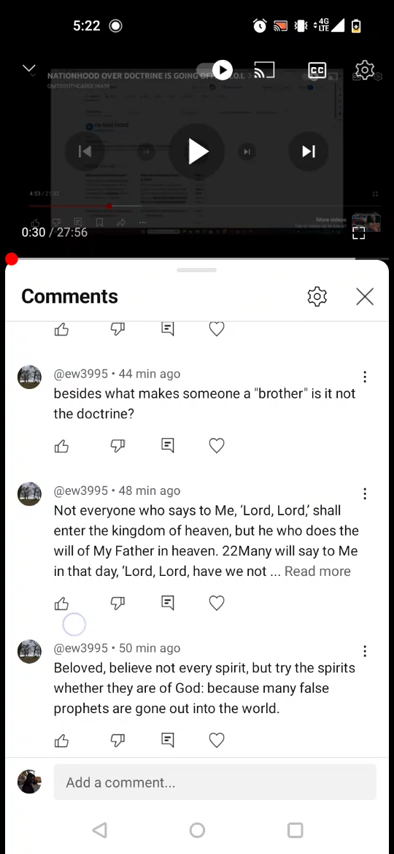 5:22
4G
NATIONHOOD OVER DOCTRINE IS GOING
CC
0:30 / 27:56
Comments
@ew3995 • 44 min ago
besides what makes someone a "brother" is it not
the doctrine?
@ew3995 • 48 min ago
Not everyone who says to Me, ‘Lord, Lord,’ shall
enter the kingdom of heaven, but he who does the
will of My Father in heaven. 22Many will say to Me
in that day, ‘Lord, Lord, have we not ... Read more
@ew3995 • 50 min ago
Beloved, believe not every spirit, but try the spirits
whether they are of God: because many false
prophets are gone out into the world.
Add a comment...